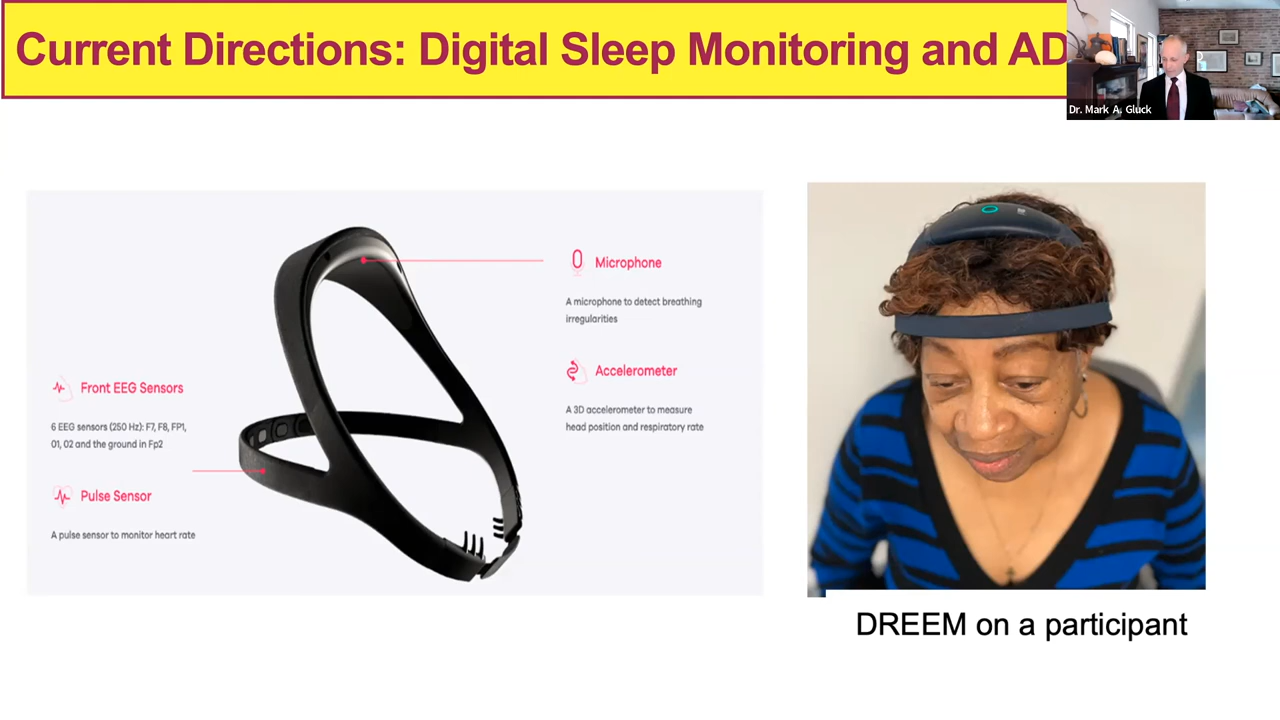 Current Directions: Digital Sleep Monitoring and AD
Dr. Mark A. Gluck
Microphone
A microphone to detect breathing
irregularities
Accelerometer
A 3D accelerometer to measure
head position and respiratory rate
Front EEG Sensors
6 EEG sensors (250 Hz): F7, F8, FP1,
O1, O2 and the ground in Fp2
Pulse Sensor
A pulse sensor to monitor heart rate
DREEM on a participant